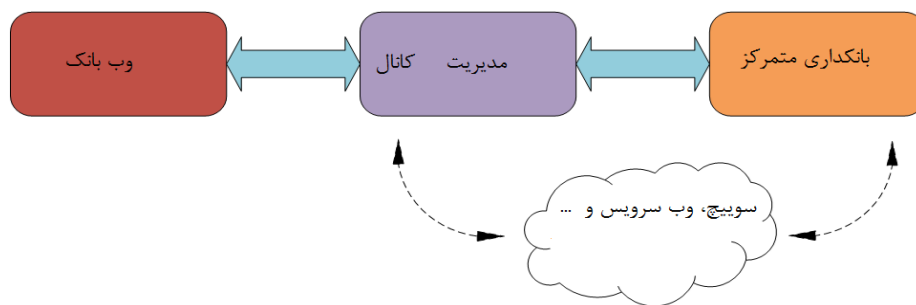 بانکداری متمرکز
مدیریت کانال
وب بانک
سوییچ، وب سرویس و ...